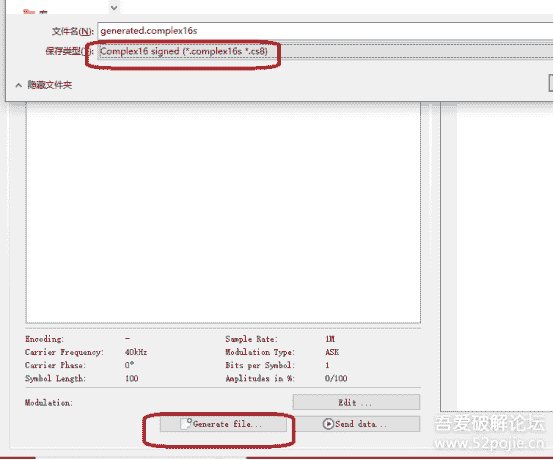 文件名(N): generated.complex16s
保存类型(T): Complex16 signed (*.complex16s *.cs8)
隐藏文件夹
Encoding: - Sample Rate: 1M
Carrier Frequency: 40kHz Modulation Type: ASK
Carrier Phase: 0° Bits per Symbol: 1
Symbol Length: 100 Amplitudes in %: 0/100
Modulation: Edit ...
Generate file... Send data...
吾爱破解论坛
www.52pojie.cn